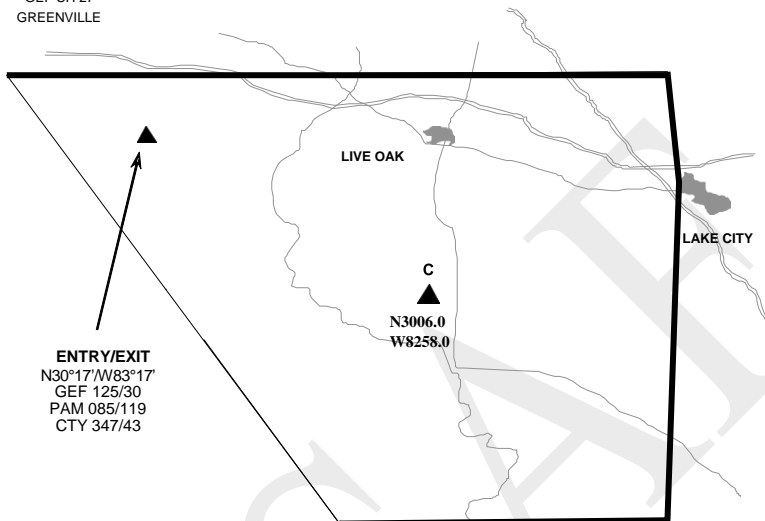 GREENVILLE
LIVE OAK
LAKE CITY
C
N3006.0
W8258.0
ENTRY/EXIT
N30°17'/W83°17'
GEF 125/30
PAM 085/119
CTY 347/43